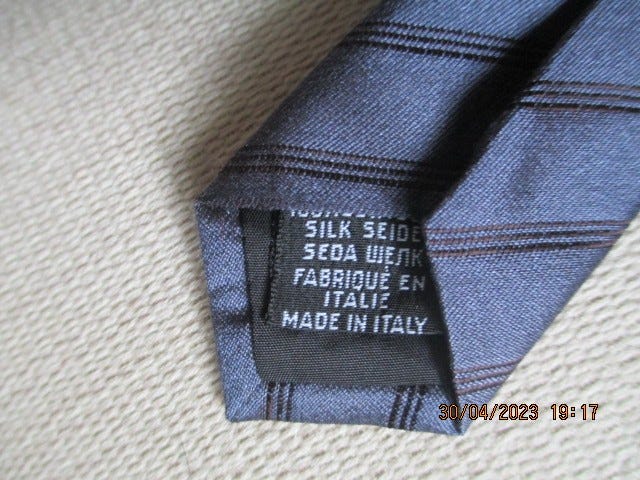 SILK SEIDE
SEDA ШЕЛК
FABRIQUÉ EN
ITALIE
MADE IN ITALY
30/04/2023 19:17